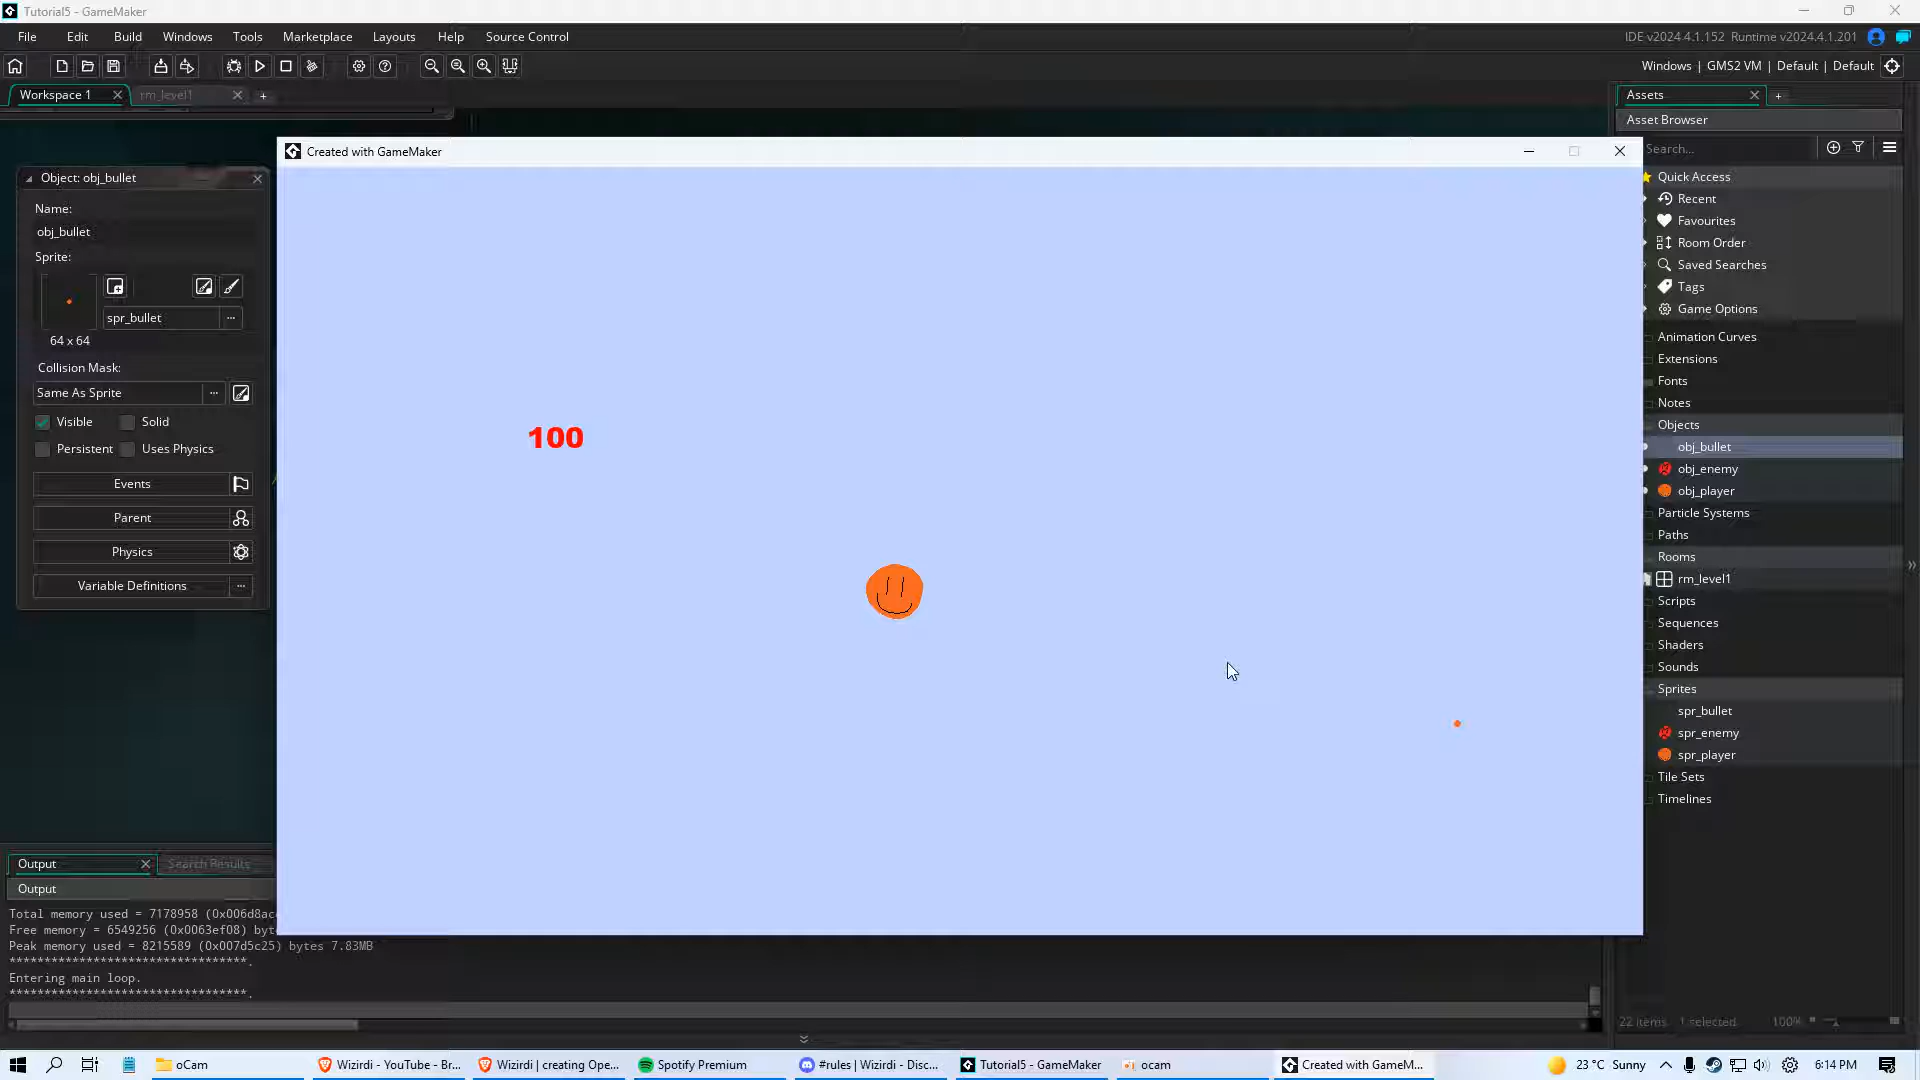 Tutorial5 - GameMaker
File Edit Build Windows Tools Marketplace Layouts Help Source Control
IDE v2024.4.1.152 Runtime v2024.4.1.201
Windows | GMS2 VM | Default | Default
Workspace 1
rm_level1
Assets
Asset Browser
Search...
Created with GameMaker
Object: obj_bullet
Name:
obj_bullet
Sprite:
spr_bullet
64 x 64
Collision Mask:
Same As Sprite
Visible Solid
Persistent Uses Physics
Events
Parent
Physics
Variable Definitions
100
Quick Access
Recent
Favourites
Room Order
Saved Searches
Tags
Game Options
Animation Curves
Extensions
Fonts
Notes
Objects
obj_bullet
obj_enemy
obj_player
Particle Systems
Paths
Rooms
rm_level1
Scripts
Sequences
Shaders
Sounds
Sprites
spr_bullet
spr_enemy
spr_player
Tile Sets
Timelines
22 items 1 selected 100%
Output
Search Results
Output
Total memory used = 7178958 (0x006d8ac
Free memory = 6549256 (0x0063ef08) byt
Peak memory used = 8215589 (0x007d5c25) bytes 7.83MB
**********************************.
Entering main loop.
**********************************.
oCam
Wizirdi - YouTube - Br...
Wizirdi | creating Ope...
Spotify Premium
#rules | Wizirdi - Disc...
Tutorial5 - GameMaker
ocam
Created with GameM...
23 °C Sunny
6:14 PM